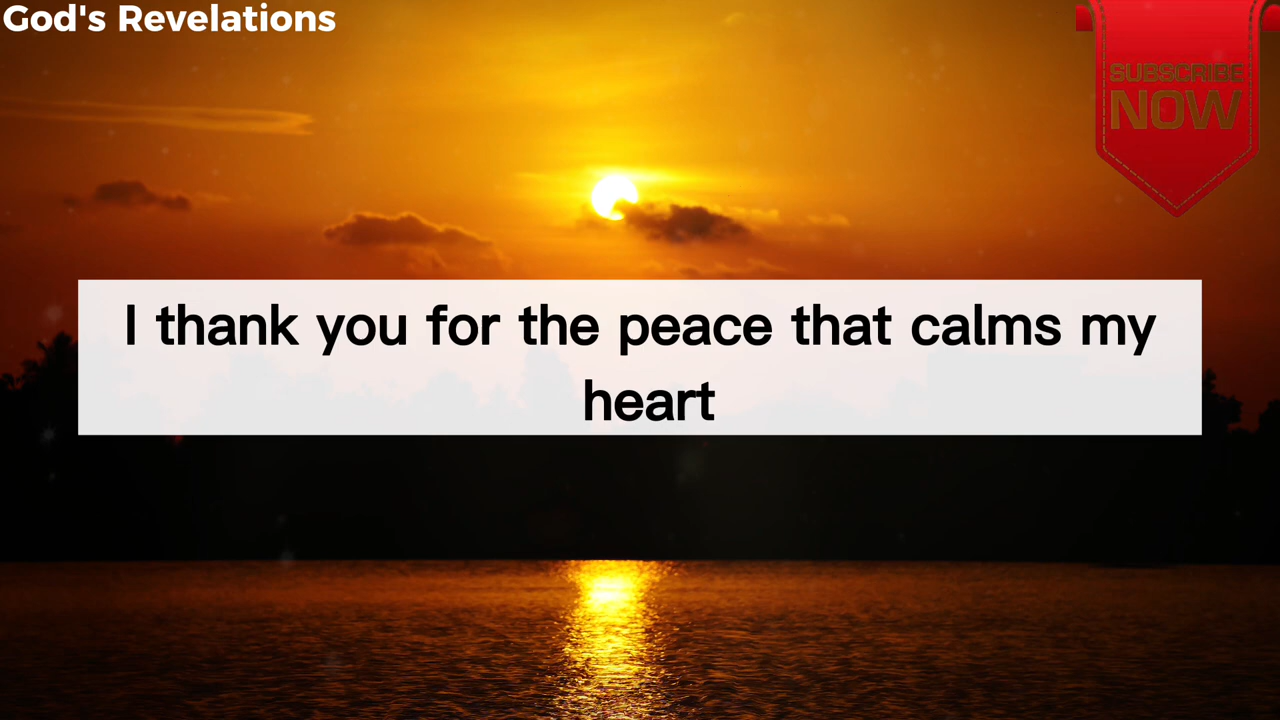 God's Revelations
SUBSCRIBE
NOW
I thank you for the peace that calms my
heart